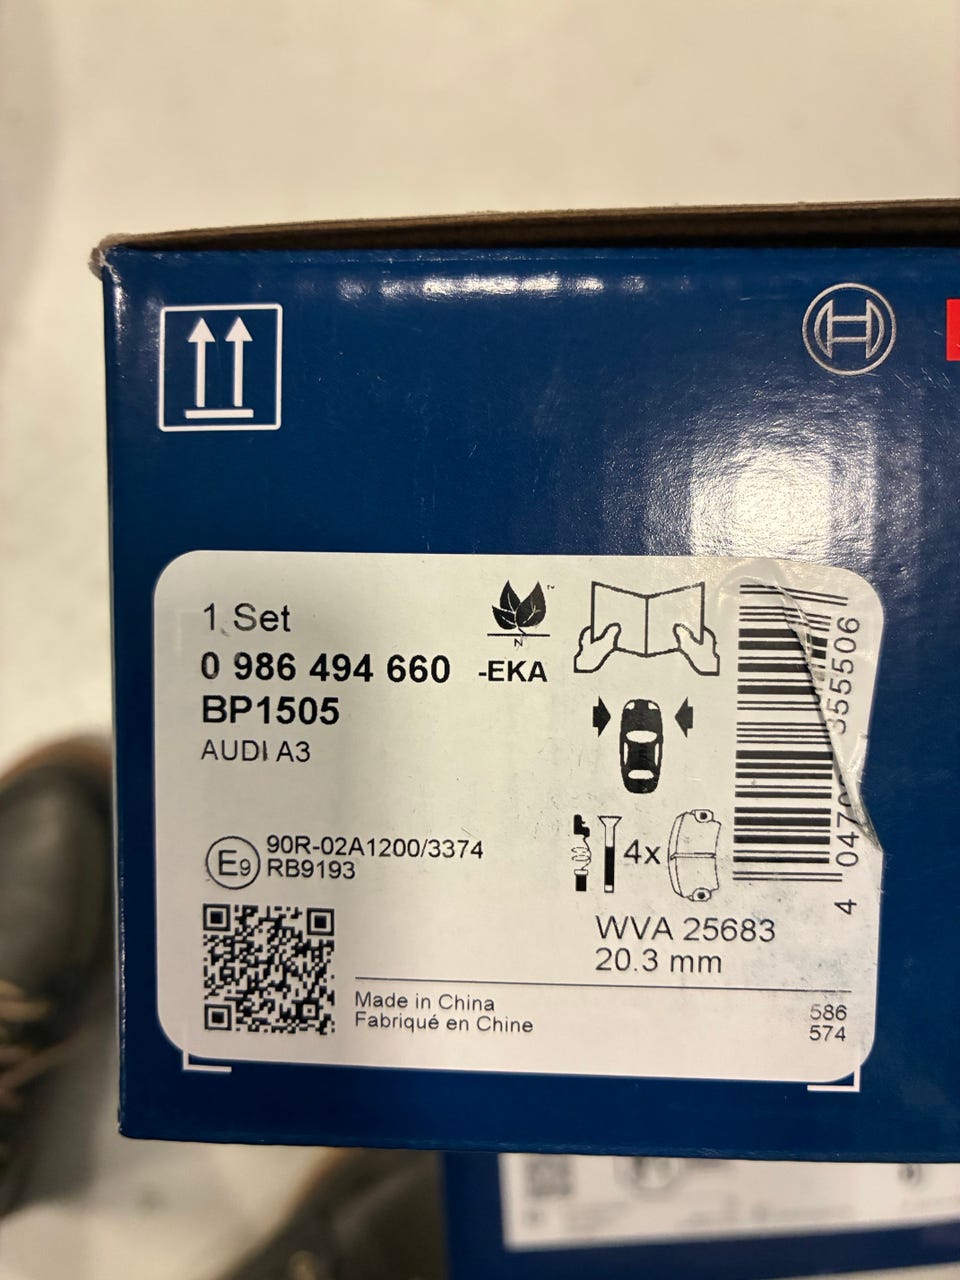 1 Set
0 986 494 660 -EKA
BP1505
AUDI A3
N
E9
90R-02A1200/3374
RB9193
4x
WVA 25683
20.3 mm
Made in China
Fabriqué en Chine
586
574
355506